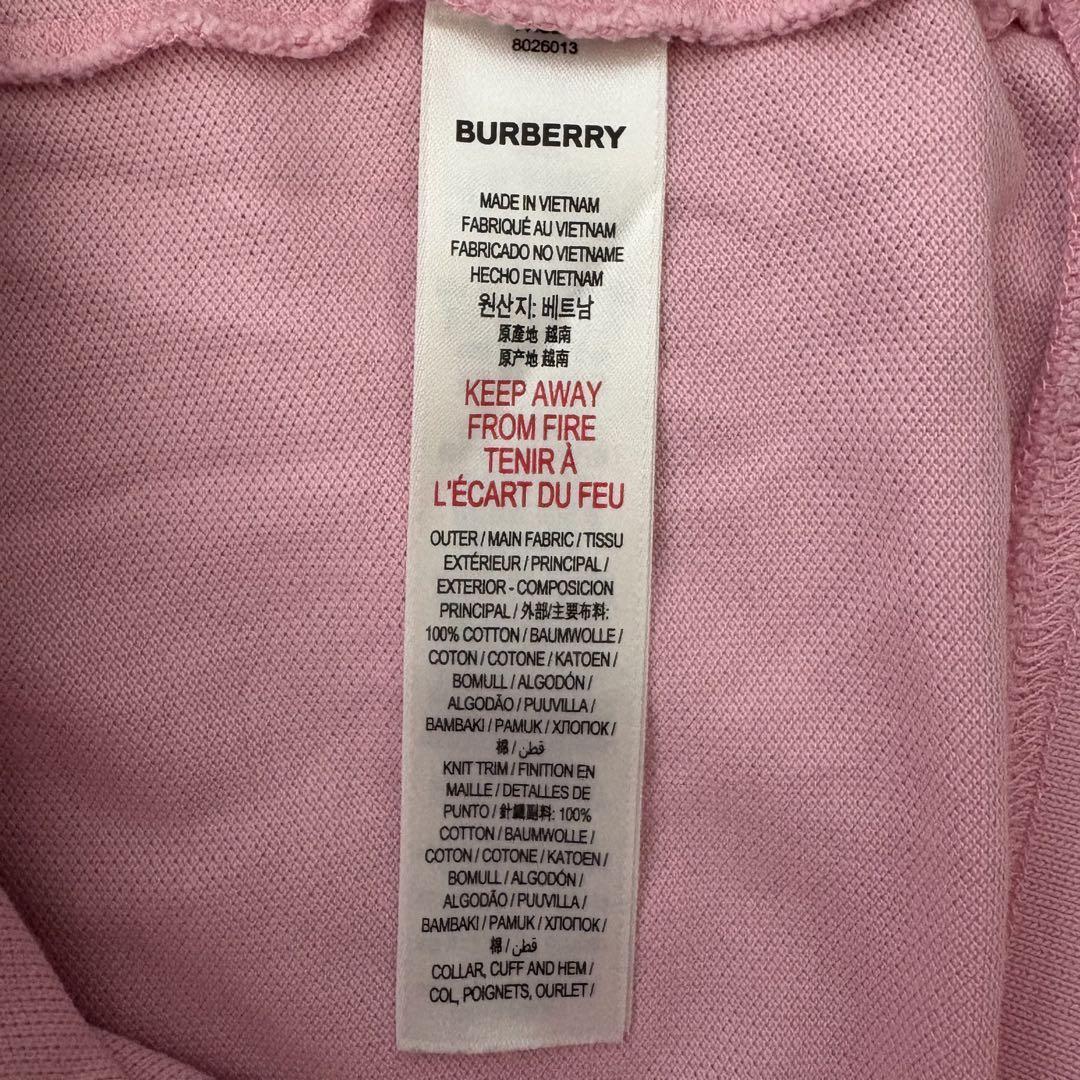 8026013
BURBERRY
MADE IN VIETNAM
FABRIQUÉ AU VIETNAM
FABRICADO NO VIETNAME
HECHO EN VIETNAM
원산지: 베트남
原產地 越南
原产地 越南
KEEP AWAY
FROM FIRE
TENIR À
L'ÉCART DU FEU
OUTER / MAIN FABRIC / TISSU
EXTÉRIEUR / PRINCIPAL /
EXTERIOR - COMPOSICION
PRINCIPAL / 外部/主要布料:
100% COTTON / BAUMWOLLE /
COTON / COTONE / KATOEN /
BOMULL / ALGODÓN /
ALGODÃO / PUUVILLA /
BAMBAKI / PAMUK / ХЛОПОК /
棉 / قطن
KNIT TRIM / FINITION EN
MAILLE / DETALLES DE
PUNTO / 針織副料: 100%
COTTON / BAUMWOLLE /
COTON / COTONE / KATOEN /
BOMULL / ALGODÓN /
ALGODÃO / PUUVILLA /
BAMBAKI / PAMUK / ХЛОПОК /
棉 / قطن
COLLAR, CUFF AND HEM /
COL, POIGNETS, OURLET /